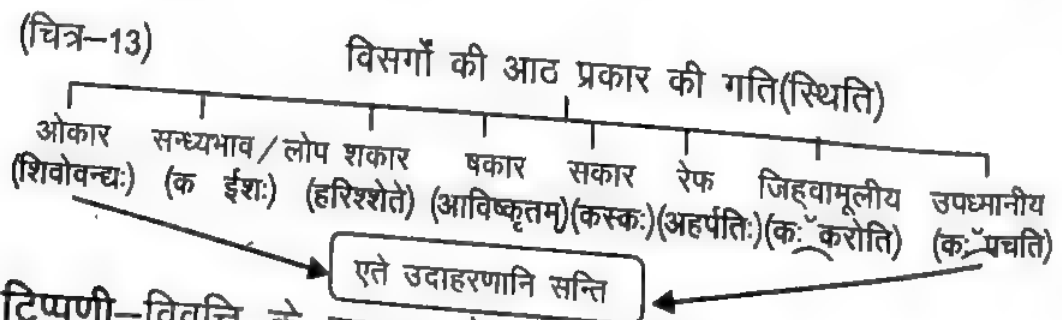 (चित्र–13)
विसर्गों की आठ प्रकार की गति(स्थिति)
ओकार सन्ध्यभाव/लोप शकार षकार सकार रेफ जिह्वामूलीय उपध्मानीय
(शिवोवन्द्यः) (क ईशः) (हरिश्शेते) (आविष्कृतम्)(कस्कः)(अहर्पतिः)(कः करोति) (कः पचति)
एते उदाहरणानि सन्ति
टिप्पणी–विवृत्ति के